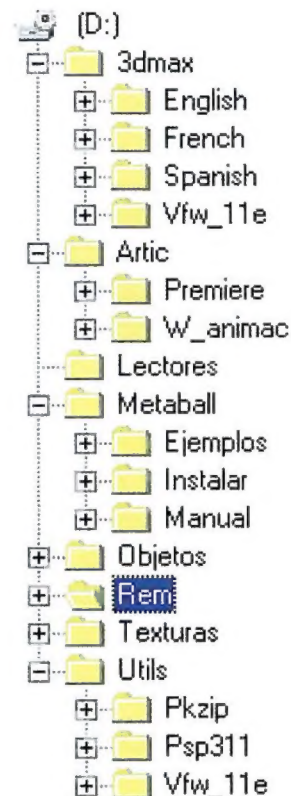 (D:)
3dmax
English
French
Spanish
Vfw_11e
Artic
Premiere
W_animac
Lectores
Metaball
Ejemplos
Instalar
Manual
Objetos
Rem
Texturas
Utils
Pkzip
Psp311
Vfw_11e